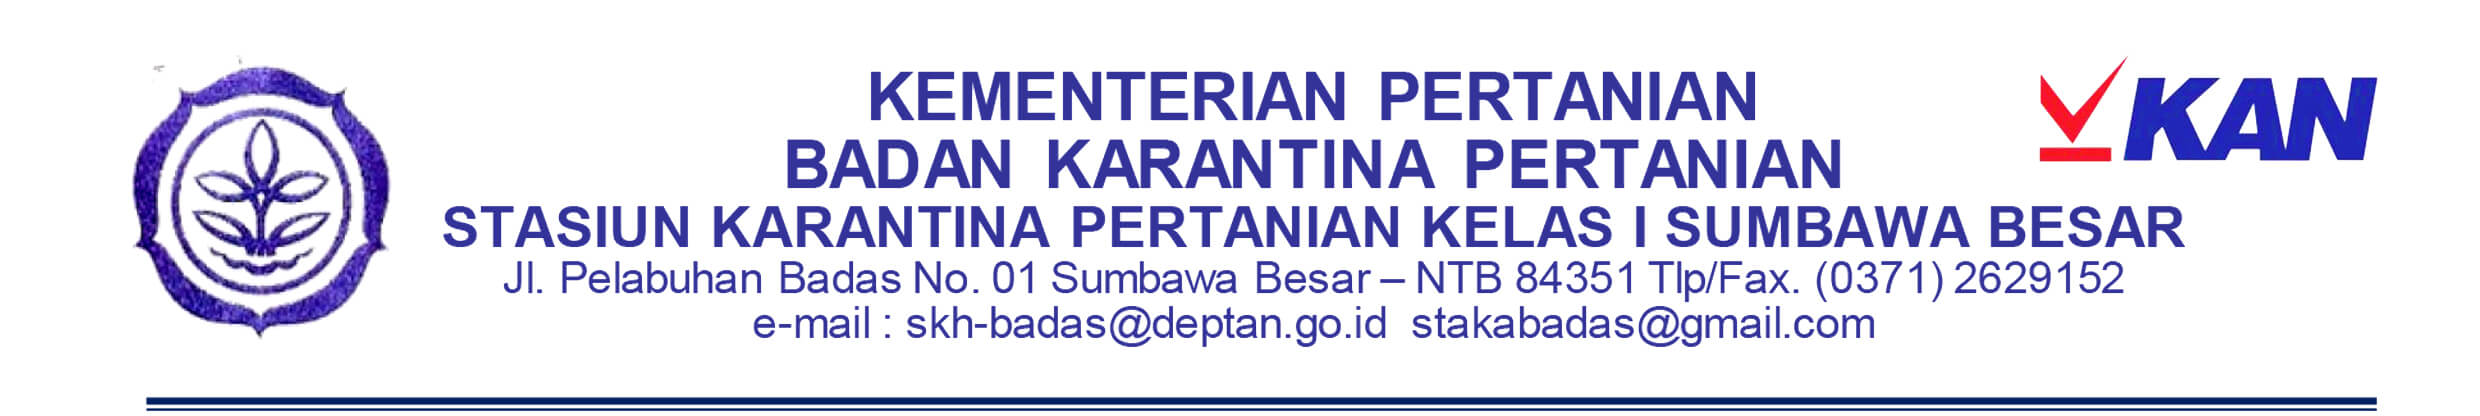 KEMENTERIAN PERTANIAN
KAN
BADAN KARANTINA PERTANIAN
STASIUN KARANTINA PERTANIAN KELAS I SUMBAWA BESAR
Jl. Pelabuhan Badas No. 01 Sumbawa Besar – NTB 84351 Tlp/Fax. (0371) 2629152
e-mail : skh-badas@deptan.go.id stakabadas@gmail.com